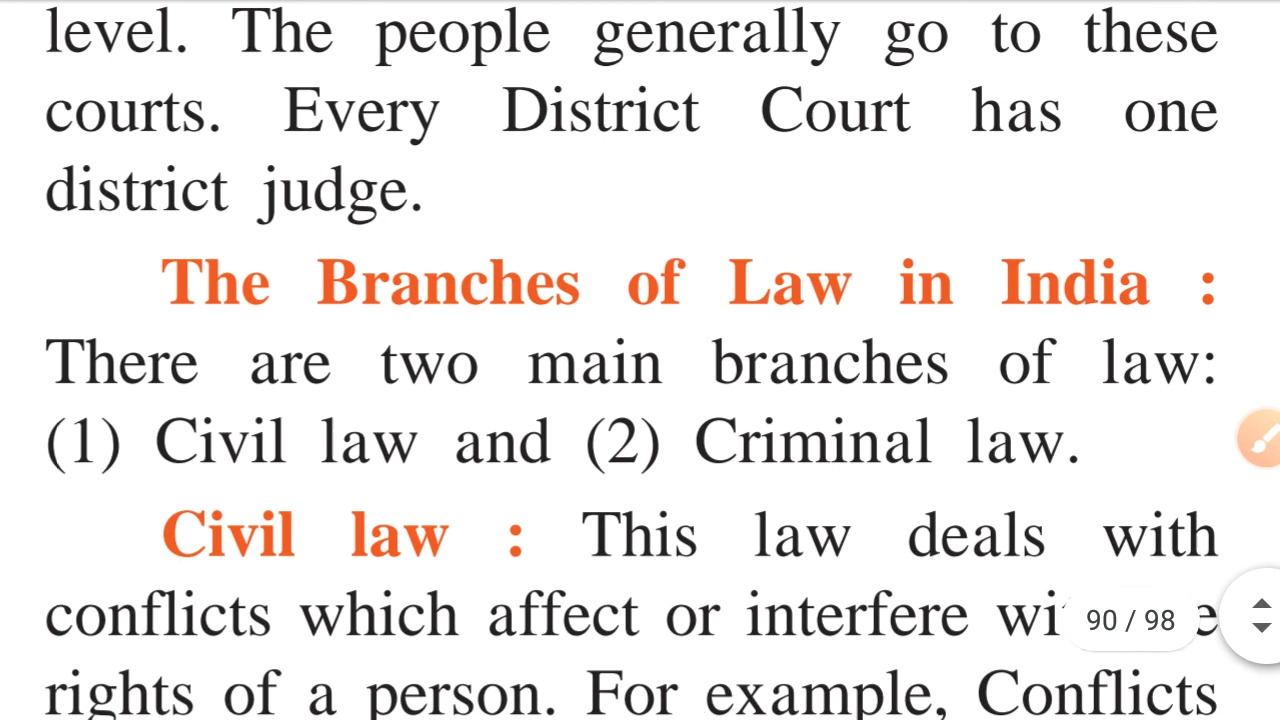 level. The people generally go to these
courts. Every District Court has one
district judge.
The Branches of Law in India :
There are two main branches of law:
(1) Civil law and (2) Criminal law.
Civil law : This law deals with
conflicts which affect or interfere
90 / 98
rights of a person. For example, Conflicts